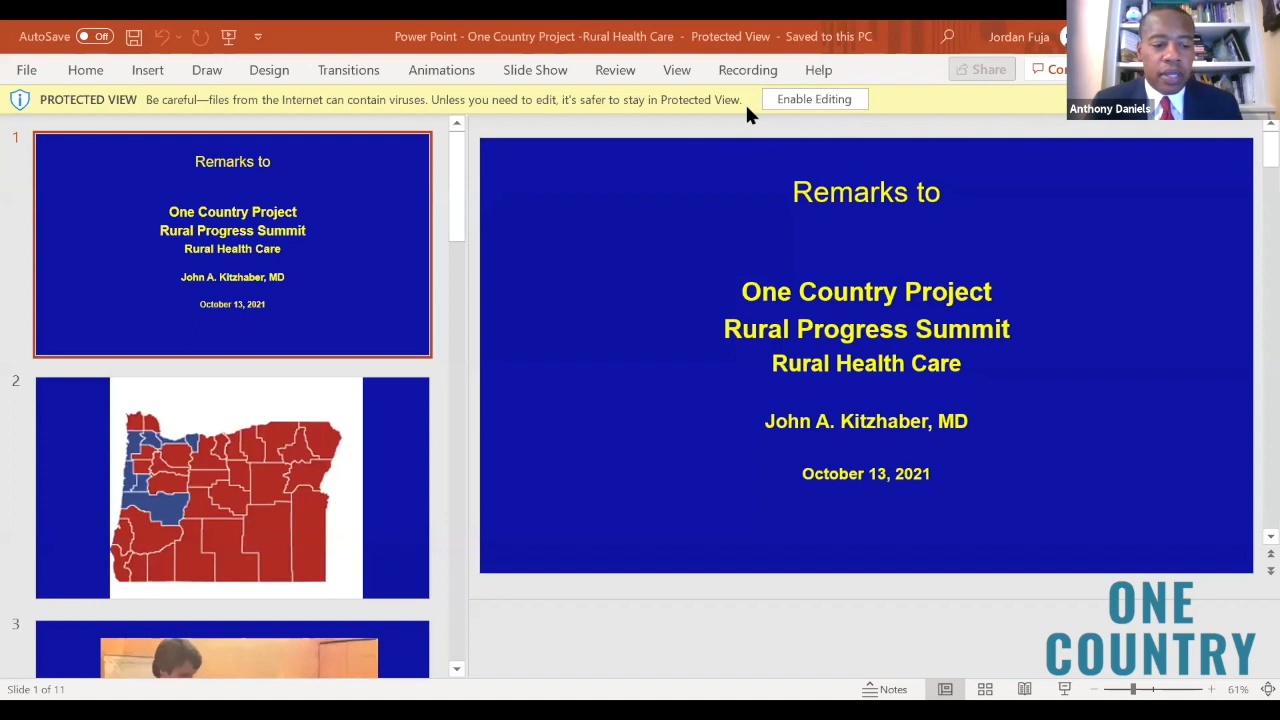 AutoSave Off
Power Point - One Country Project -Rural Health Care - Protected View - Saved to this PC
Jordan Fuja
File Home Insert Draw Design Transitions Animations Slide Show Review View Recording Help
Share
Co
PROTECTED VIEW Be careful—files from the Internet can contain viruses. Unless you need to edit, it's safer to stay in Protected View.
Enable Editing
Anthony Daniels
1
Remarks to
One Country Project
Rural Progress Summit
Rural Health Care
John A. Kitzhaber, MD
October 13, 2021
2
3
Remarks to
One Country Project
Rural Progress Summit
Rural Health Care
John A. Kitzhaber, MD
October 13, 2021
ONE
COUNTRY
Slide 1 of 11
Notes
61%